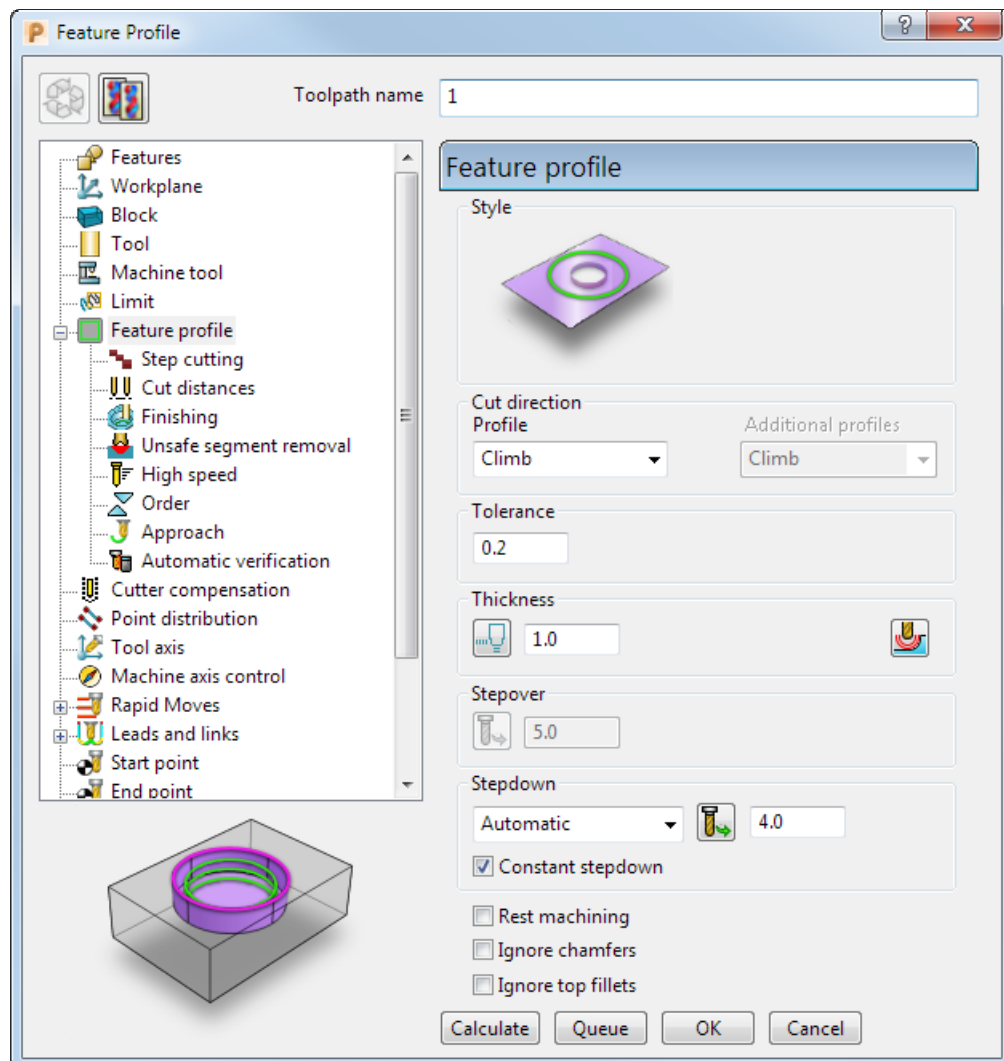 Feature Profile
Toolpath name 1
Features
Workplane
Block
Tool
Machine tool
Limit
Feature profile
Step cutting
Cut distances
Finishing
Unsafe segment removal
High speed
Order
Approach
Automatic verification
Cutter compensation
Point distribution
Tool axis
Machine axis control
Rapid Moves
Leads and links
Start point
End point
Feature profile
Style
Cut direction
Profile Additional profiles
Climb Climb
Tolerance
0.2
Thickness
1.0
Stepover
5.0
Stepdown
Automatic 4.0
Constant stepdown
Rest machining
Ignore chamfers
Ignore top fillets
Calculate Queue OK Cancel